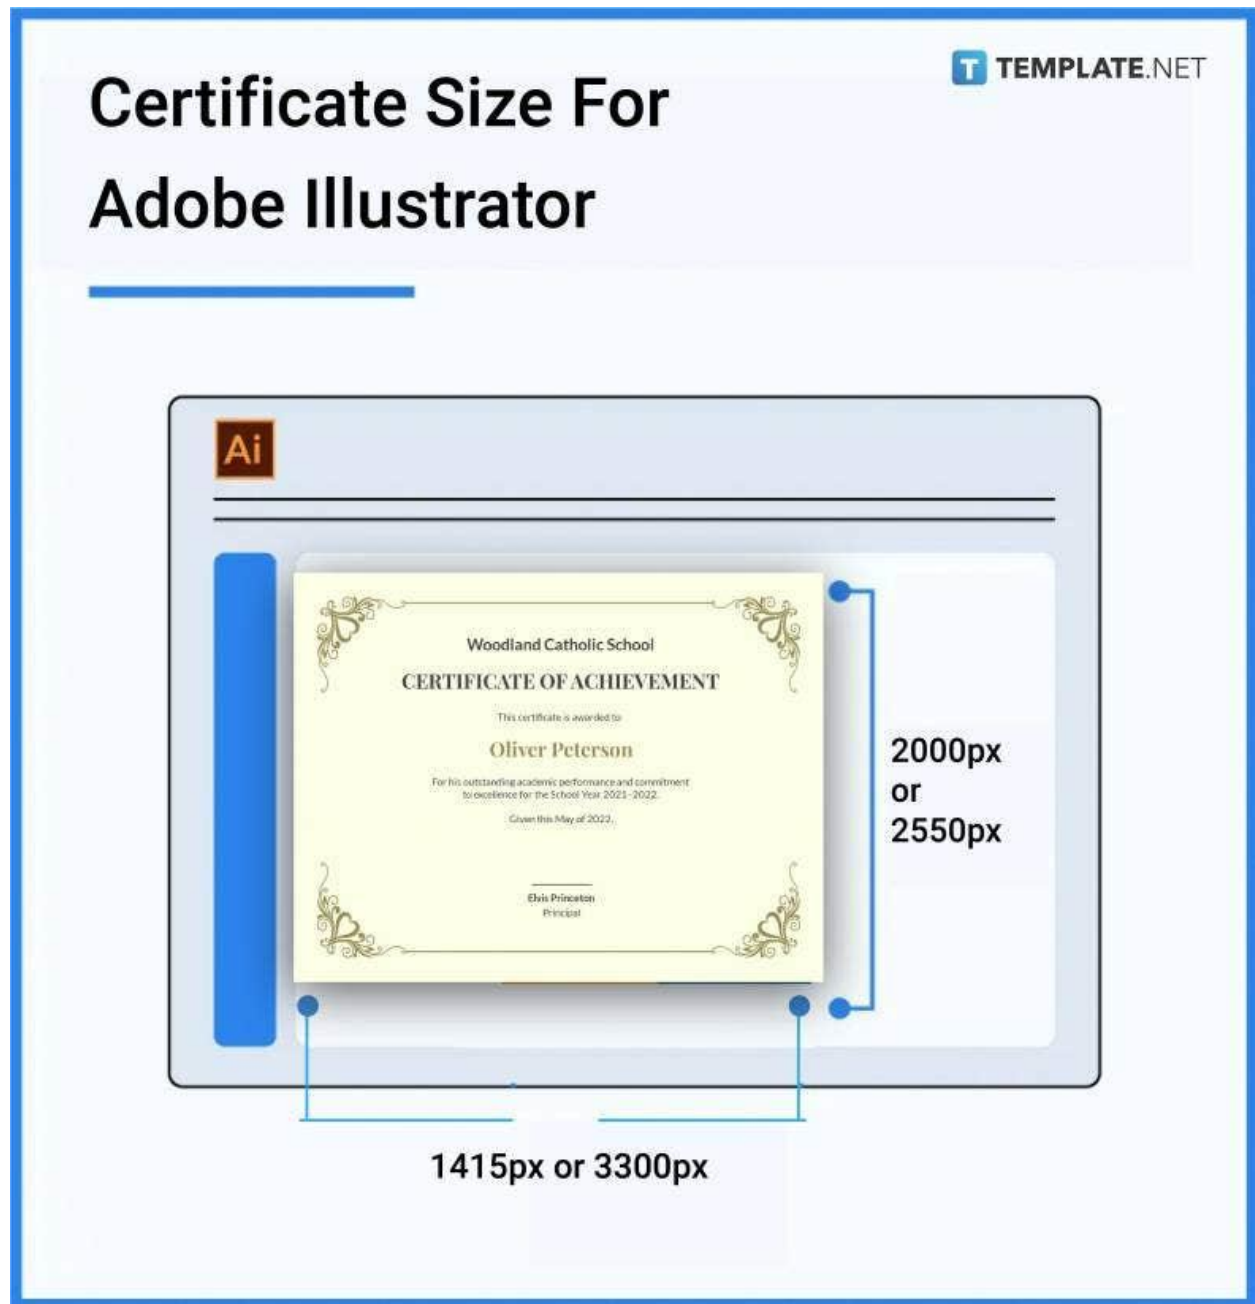 Certificate Size For
Adobe Illustrator
T TEMPLATE.NET
Ai
Woodland Catholic School
CERTIFICATE OF ACHIEVEMENT
This certificate is awarded to
Oliver Peterson
For his outstanding academic performance and commitment
to excellence for the School Year 2021-2022.
Given this May of 2022.
Elvis Princeton
Principal
2000px
or
2550px
1415px or 3300px